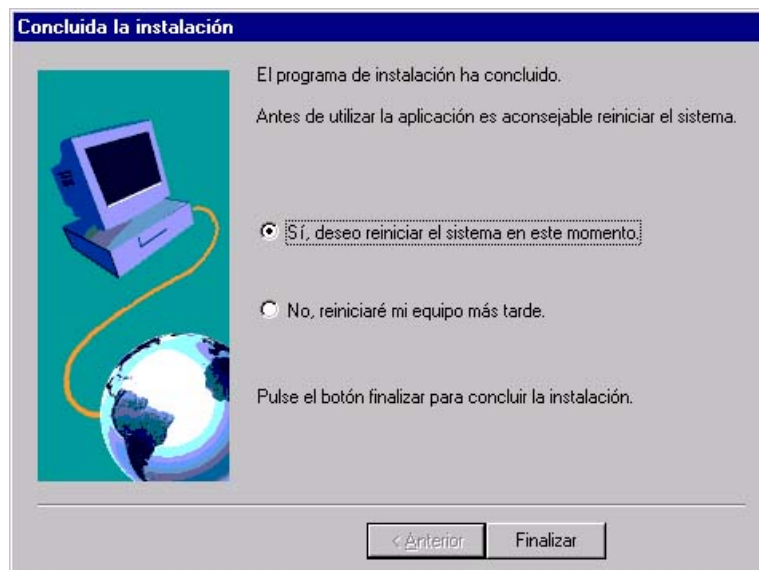 Concluida la instalación
El programa de instalación ha concluido.
Antes de utilizar la aplicación es aconsejable reiniciar el sistema.
Sí, deseo reiniciar el sistema en este momento.
No, reiniciaré mi equipo más tarde.
Pulse el botón finalizar para concluir la instalación.
< Anterior
Finalizar